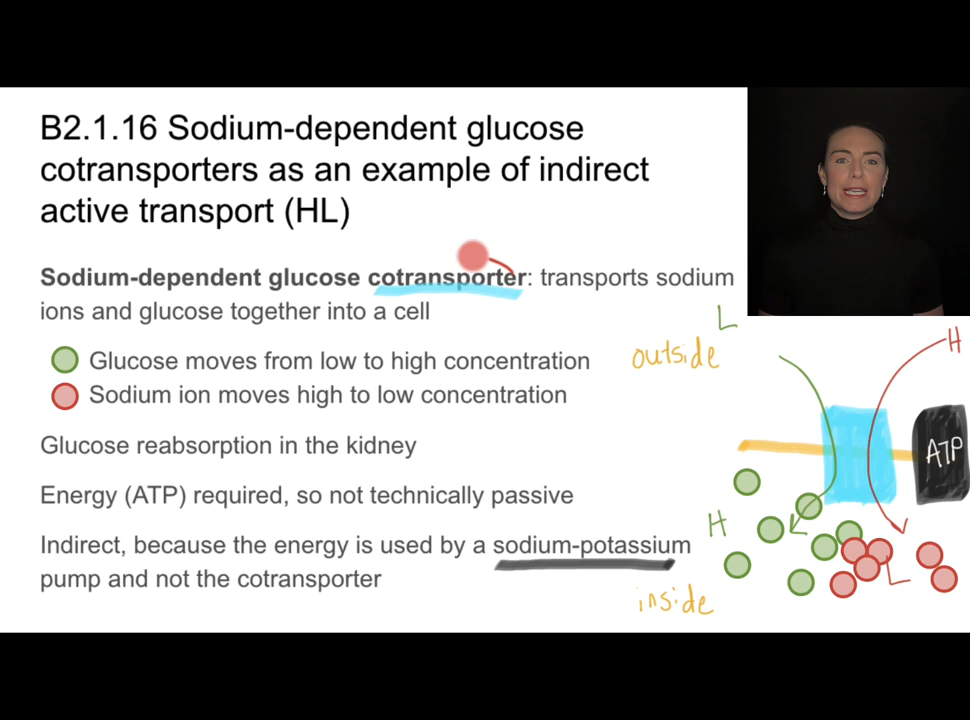 B2.1.16 Sodium-dependent glucose
cotransporters as an example of indirect
active transport (HL)
Sodium-dependent glucose cotransporter: transports sodium
ions and glucose together into a cell
L
outside
H
Glucose moves from low to high concentration
Sodium ion moves high to low concentration
Glucose reabsorption in the kidney
ATP
Energy (ATP) required, so not technically passive
H
Indirect, because the energy is used by a sodium-potassium
pump and not the cotransporter
L
inside